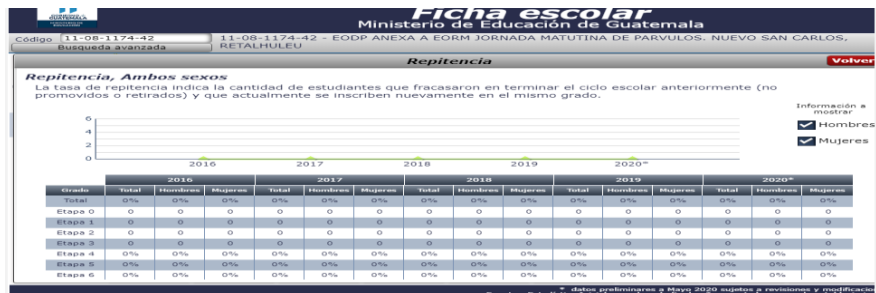 Ficha escolar
Ministerio de Educación de Guatemala
Código 11-08-1174-42 11-08-1174-42 - EODP ANEXA A EORM JORNADA MATUTINA DE PARVULOS. NUEVO SAN CARLOS,
Busqueda avanzada RETALHULEU
Repitencia Volver
Repitencia, Ambos sexos
La tasa de repitencia indica la cantidad de estudiantes que fracasaron en terminar el ciclo escolar anteriormente (no
promovidos o retirados) y que actualmente se inscriben nuevamente en el mismo grado.
Información a
mostrar
Hombres
Mujeres
6
4
2
0
2016 2017 2018 2019 2020*
2016 2017 2018 2019 2020*
Grado Total Hombres Mujeres Total Hombres Mujeres Total Hombres Mujeres Total Hombres Mujeres Total Hombres Mujeres
Total 0% 0% 0% 0% 0% 0% 0% 0% 0% 0% 0% 0% 0% 0% 0%
Etapa 0 0 0 0 0 0 0 0 0 0 0 0 0 0 0 0
Etapa 1 0 0 0 0 0 0 0 0 0 0 0 0 0 0 0
Etapa 2 0 0 0 0 0 0 0 0 0 0 0 0 0 0 0
Etapa 3 0 0 0 0 0 0 0 0 0 0 0 0 0 0 0
Etapa 4 0% 0% 0% 0% 0% 0% 0% 0% 0% 0% 0% 0% 0% 0% 0%
Etapa 5 0% 0% 0% 0% 0% 0% 0% 0% 0% 0% 0% 0% 0% 0% 0%
Etapa 6 0% 0% 0% 0% 0% 0% 0% 0% 0% 0% 0% 0% 0% 0% 0%
* datos preliminares a Mayo 2020 sujetos a revisiones y modificacio